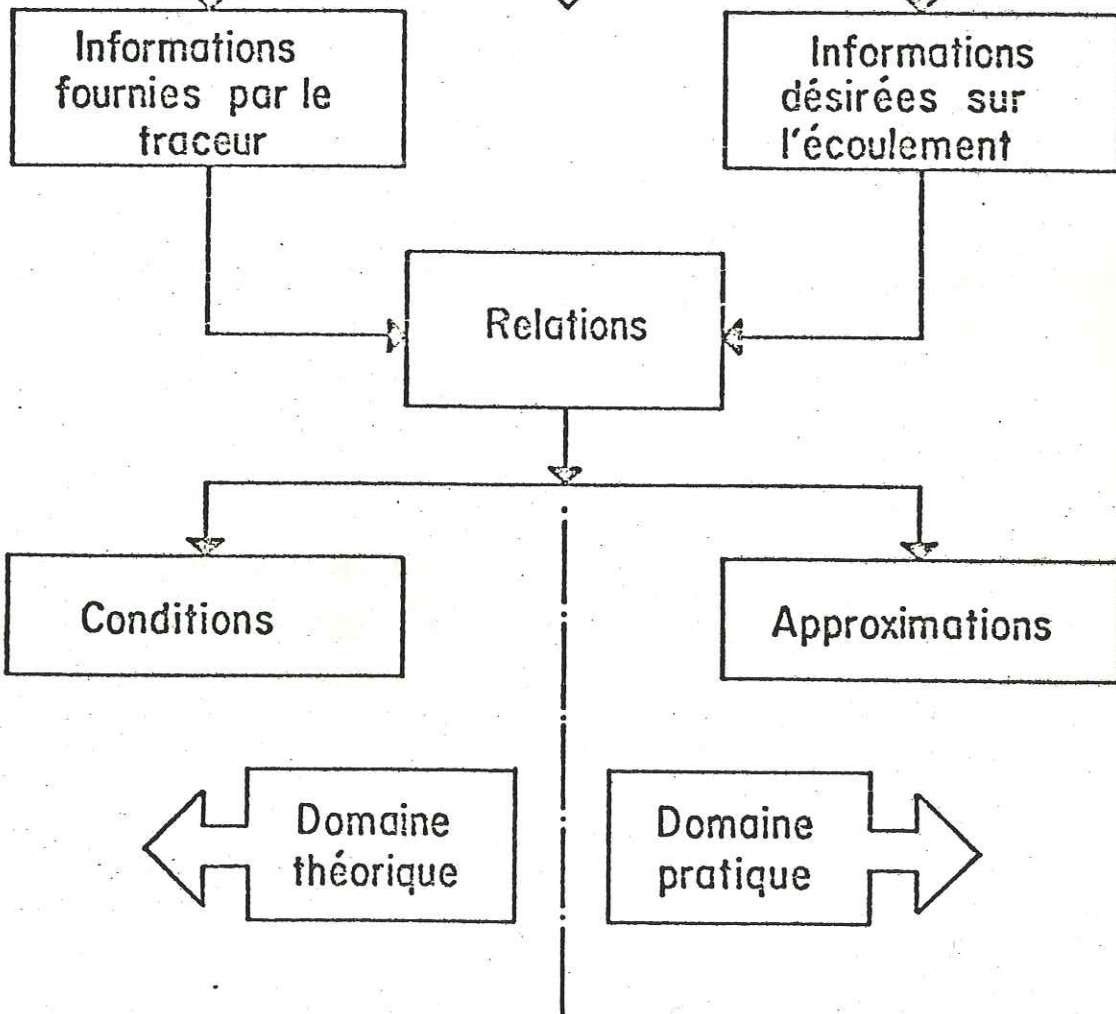 Informations
fournies par le
traceur
Informations
désirées sur
l'écoulement
Relations
Conditions
Approximations
Domaine
théorique
Domaine
pratique